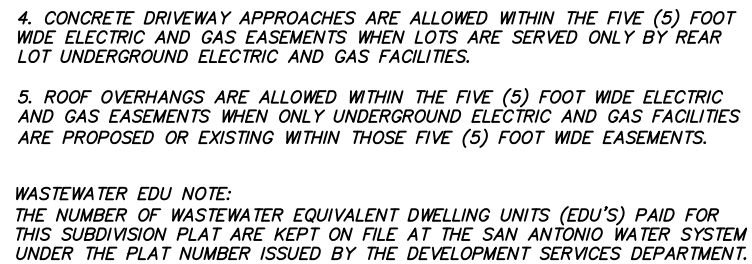 4. CONCRETE DRIVEWAY APPROACHES ARE ALLOWED WITHIN THE FIVE (5) FOOT
WIDE ELECTRIC AND GAS EASEMENTS WHEN LOTS ARE SERVED ONLY BY REAR
LOT UNDERGROUND ELECTRIC AND GAS FACILITIES.
5. ROOF OVERHANGS ARE ALLOWED WITHIN THE FIVE (5) FOOT WIDE ELECTRIC
AND GAS EASEMENTS WHEN ONLY UNDERGROUND ELECTRIC AND GAS FACILITIES
ARE PROPOSED OR EXISTING WITHIN THOSE FIVE (5) FOOT WIDE EASEMENTS.
WASTEWATER EDU NOTE:
THE NUMBER OF WASTEWATER EQUIVALENT DWELLING UNITS (EDU'S) PAID FOR
THIS SUBDIVISION PLAT ARE KEPT ON FILE AT THE SAN ANTONIO WATER SYSTEM
UNDER THE PLAT NUMBER ISSUED BY THE DEVELOPMENT SERVICES DEPARTMENT.